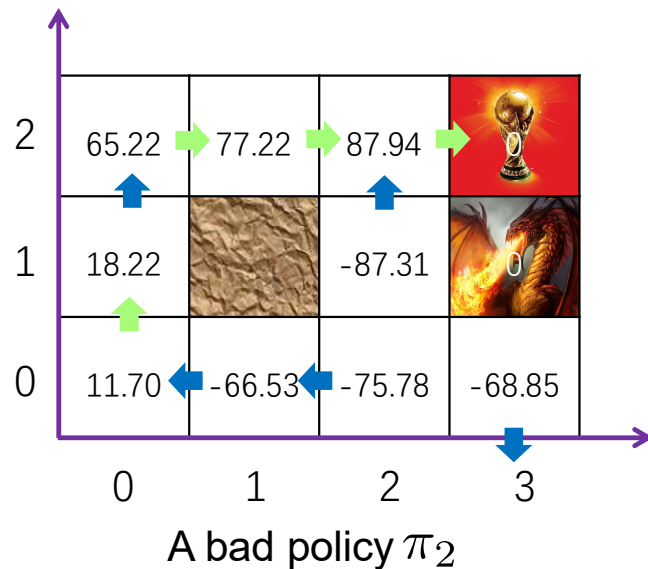 2 65.22 77.22 87.94 0
1 18.22 -87.31 0
0 11.70 -66.53 -75.78 -68.85
0 1 2 3
A bad policy π₂